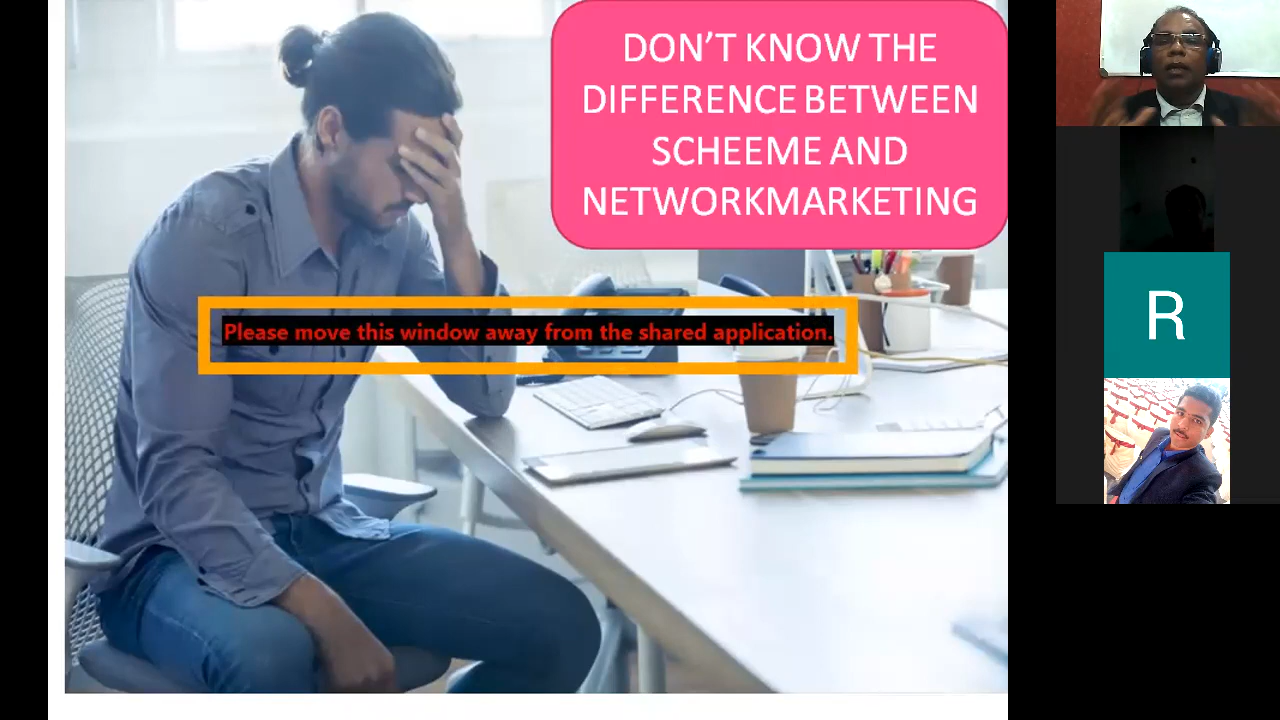 DON’T KNOW THE
DIFFERENCE BETWEEN
SCHEEME AND
NETWORKMARKETING
Please move this window away from the shared application.
R